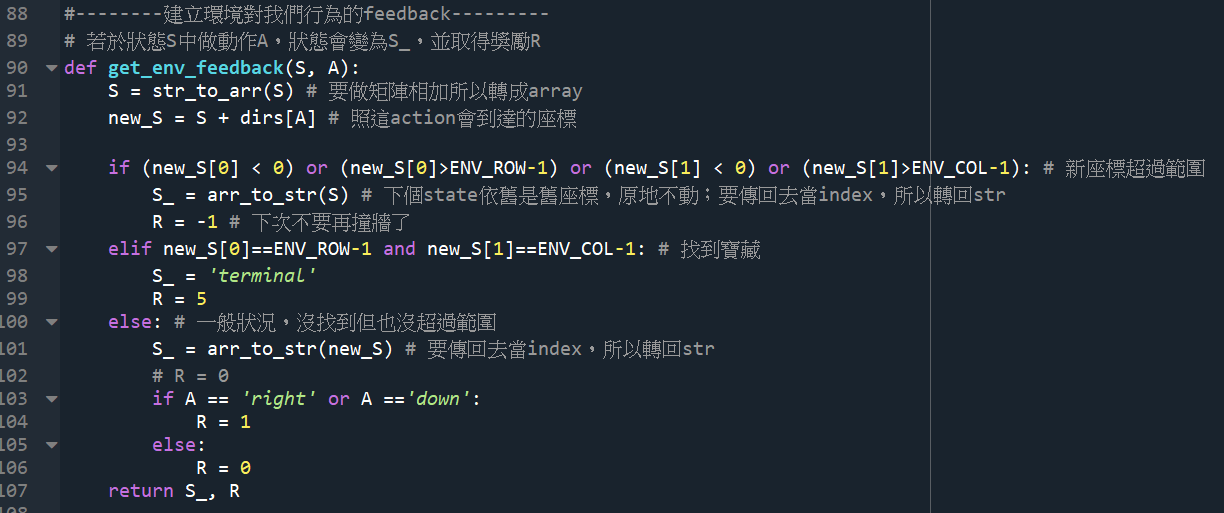 88 #--------建立環境對我們行為的feedback---------
89 # 若於狀態S中做動作A，狀態會變為S_，並取得獎勵R
90 def get_env_feedback(S, A):
91     S = str_to_arr(S) # 要做矩陣相加所以轉成array
92     new_S = S + dirs[A] # 照這action會到達的座標
93
94     if (new_S[0] < 0) or (new_S[0]>ENV_ROW-1) or (new_S[1] < 0) or (new_S[1]>ENV_COL-1): # 新座標超過範圍
95         S_ = arr_to_str(S) # 下個state依舊是舊座標，原地不動；要傳回去當index，所以轉回str
96         R = -1 # 下次不要再撞牆了
97     elif new_S[0]==ENV_ROW-1 and new_S[1]==ENV_COL-1: # 找到寶藏
98         S_ = 'terminal'
99         R = 5
100     else: # 一般狀況，沒找到但也沒超過範圍
101         S_ = arr_to_str(new_S) # 要傳回去當index，所以轉回str
102         # R = 0
103         if A == 'right' or A =='down':
104             R = 1
105         else:
106             R = 0
107     return S_, R
108